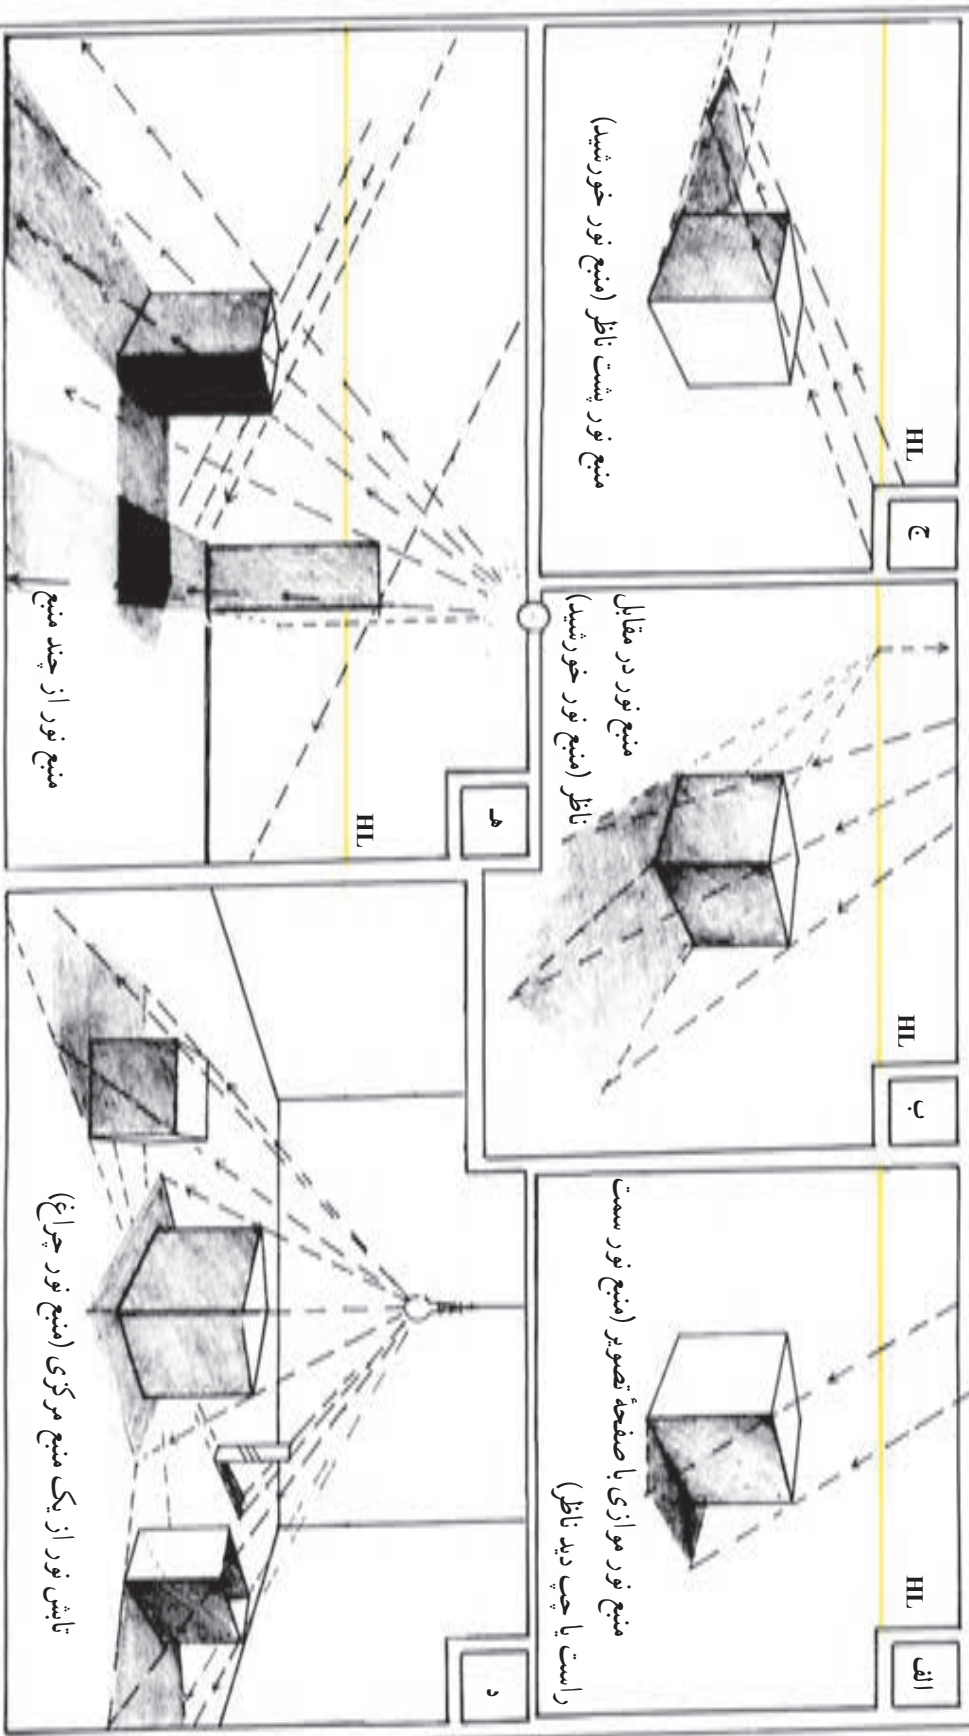 الف
HL
منبع نور موازی با صفحهٔ تصویر (منبع نور سمت
راست یا چپ دید ناظر)
ب
HL
منبع نور در مقابل
ناظر (منبع نور خورشید)
ج
HL
منبع نور پشت ناظر (منبع نور خورشید)
د
تابش نور از یک منبع مرکزی (منبع نور چراغ)
هـ
HL
منبع نور از چند منبع